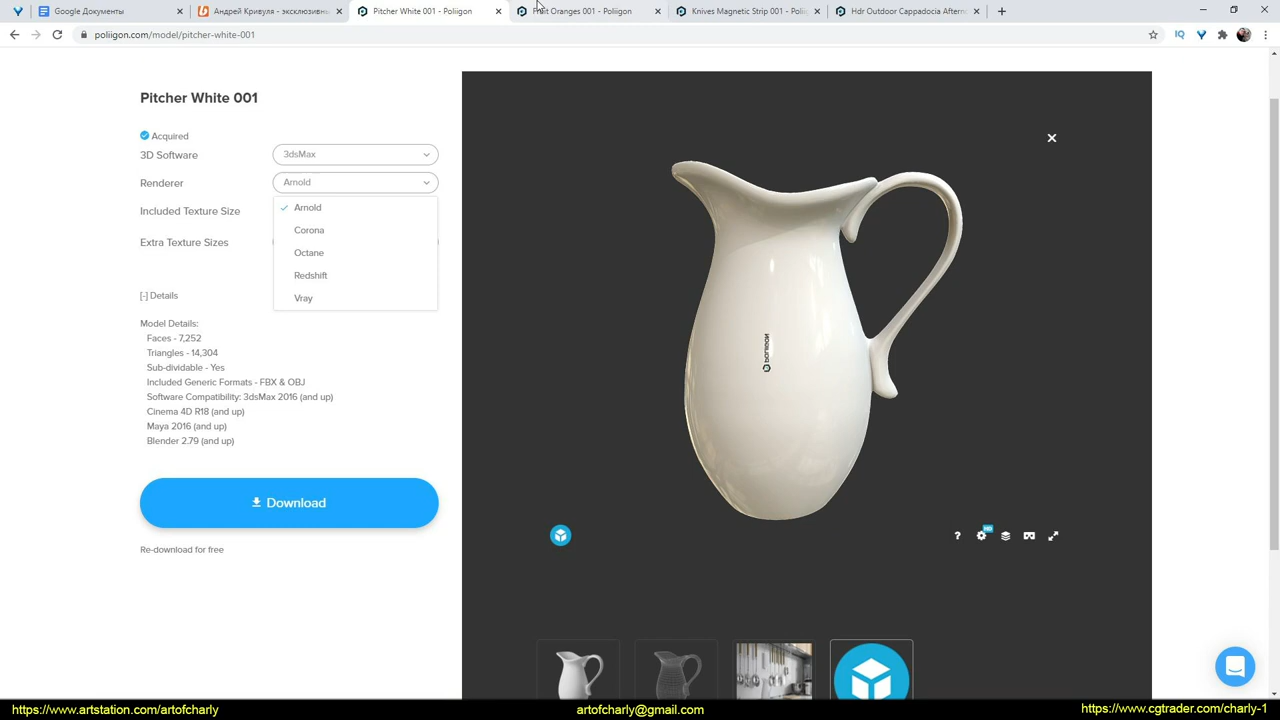 Google Документы
Андрей Кривуля - эксклюзивны
Pitcher White 001 - Poliigon
Oranges 001 - Poliigon
Knives Magnetic Strip 001 - Poliig
Hdr Outdoor Cappadocia Afterno
poliigon.com/model/pitcher-white-001
IQ
Pitcher White 001
Acquired
3D Software
3dsMax
Renderer
Arnold
Arnold
Included Texture Size
Corona
Extra Texture Sizes
Octane
Redshift
Vray
[-] Details
Model Details:
Faces - 7,252
Triangles - 14,304
Sub-dividable - Yes
Included Generic Formats - FBX & OBJ
Software Compatibility: 3dsMax 2016 (and up)
Cinema 4D R18 (and up)
Maya 2016 (and up)
Blender 2.79 (and up)
Download
Re-download for free
POLIIGON
HD
?
https://www.artstation.com/artofcharly
artofcharly@gmail.com
https://www.cgtrader.com/charly-1